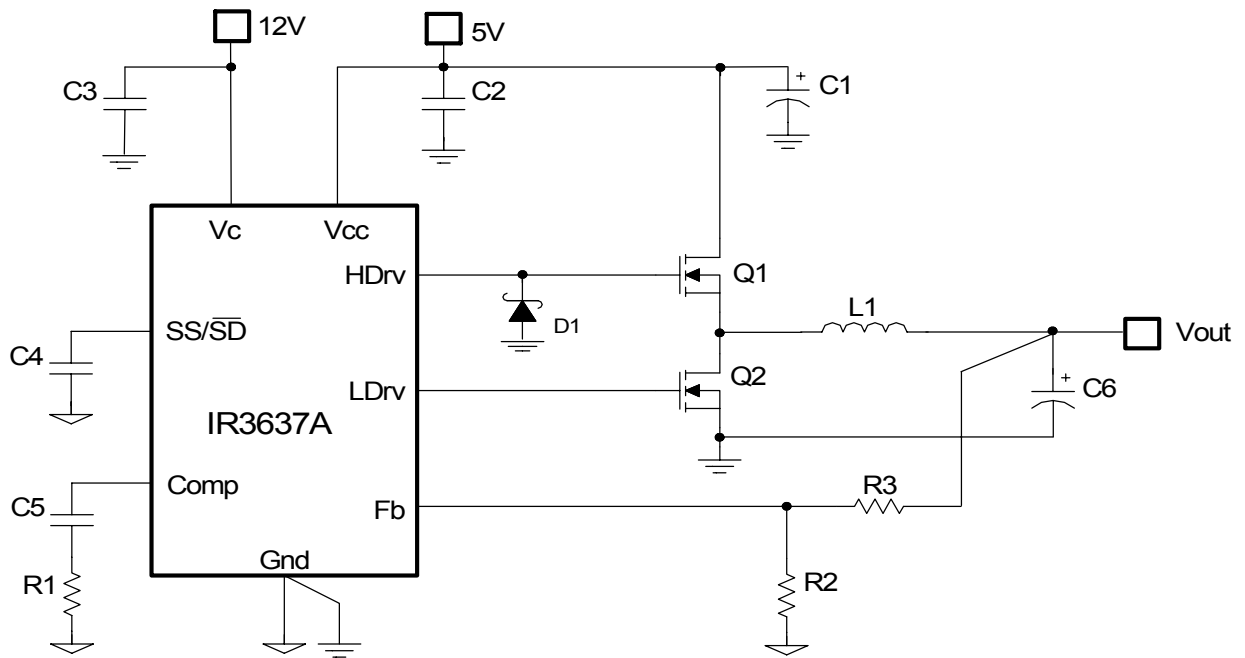 12V
5V
C3
C2
+
C1
Vc
Vcc
HDrv
Q1
D1
L1
SS/SD
C4
Vout
LDrv
Q2
+
C6
IR3637A
Comp
R3
C5
Fb
Gnd
R1
R2